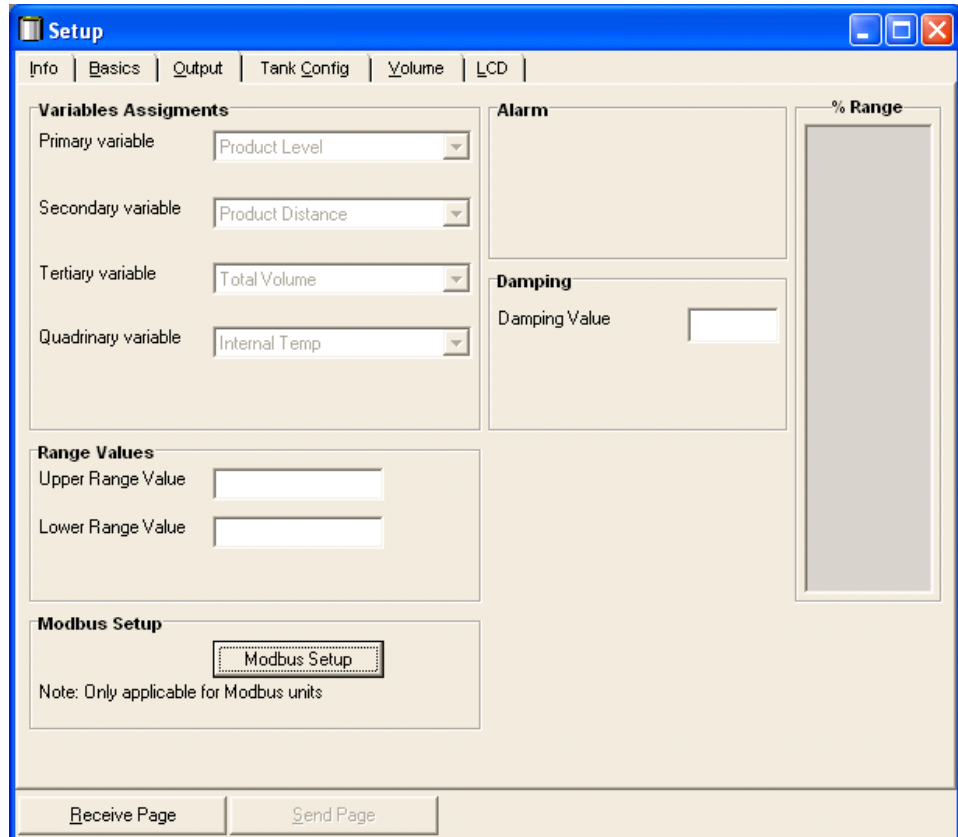 Setup
Info Basics Output Tank Config Volume LCD
Variables Assigments
Primary variable Product Level
Secondary variable Product Distance
Tertiary variable Total Volume
Quadrinary variable Internal Temp
Alarm
Damping
Damping Value
% Range
Range Values
Upper Range Value
Lower Range Value
Modbus Setup
Modbus Setup
Note: Only applicable for Modbus units
Receive Page Send Page